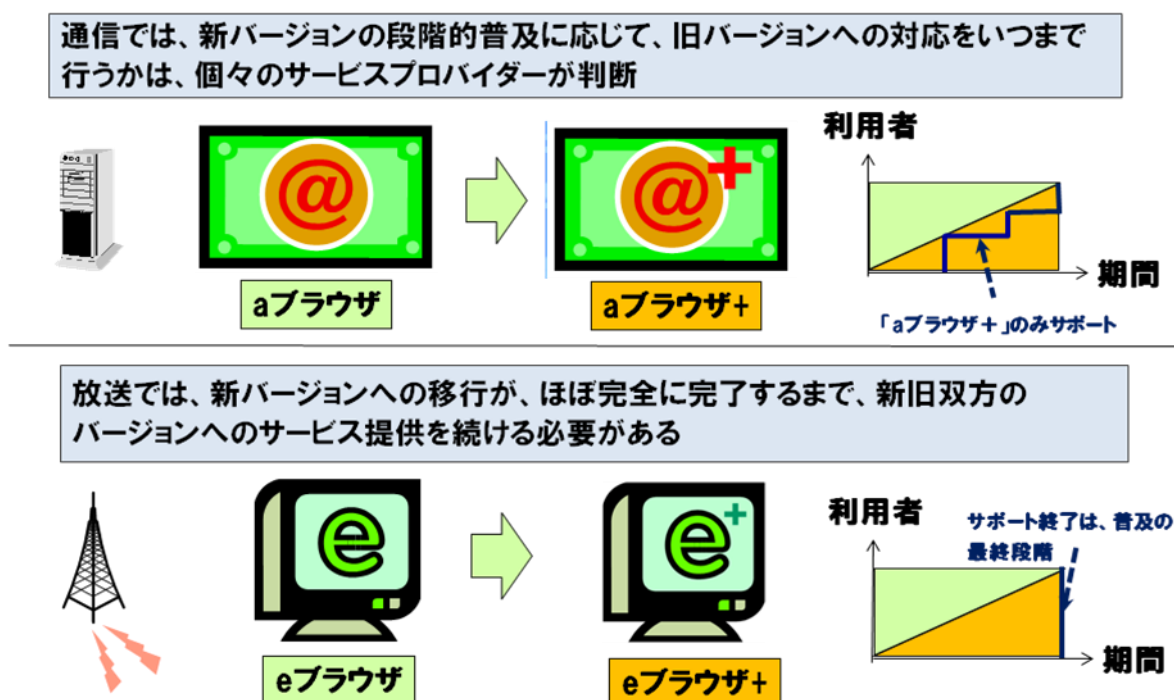 通信では、新バージョンの段階的普及に応じて、旧バージョンへの対応をいつまで
行うかは、個々のサービスプロバイダーが判断
利用者
@
@+
期間
aブラウザ
aブラウザ+
「aブラウザ+」のみサポート
放送では、新バージョンへの移行が、ほぼ完全に完了するまで、新旧双方の
バージョンへのサービス提供を続ける必要がある
利用者
サポート終了は、普及の
最終段階
e
e+
期間
eブラウザ
eブラウザ+